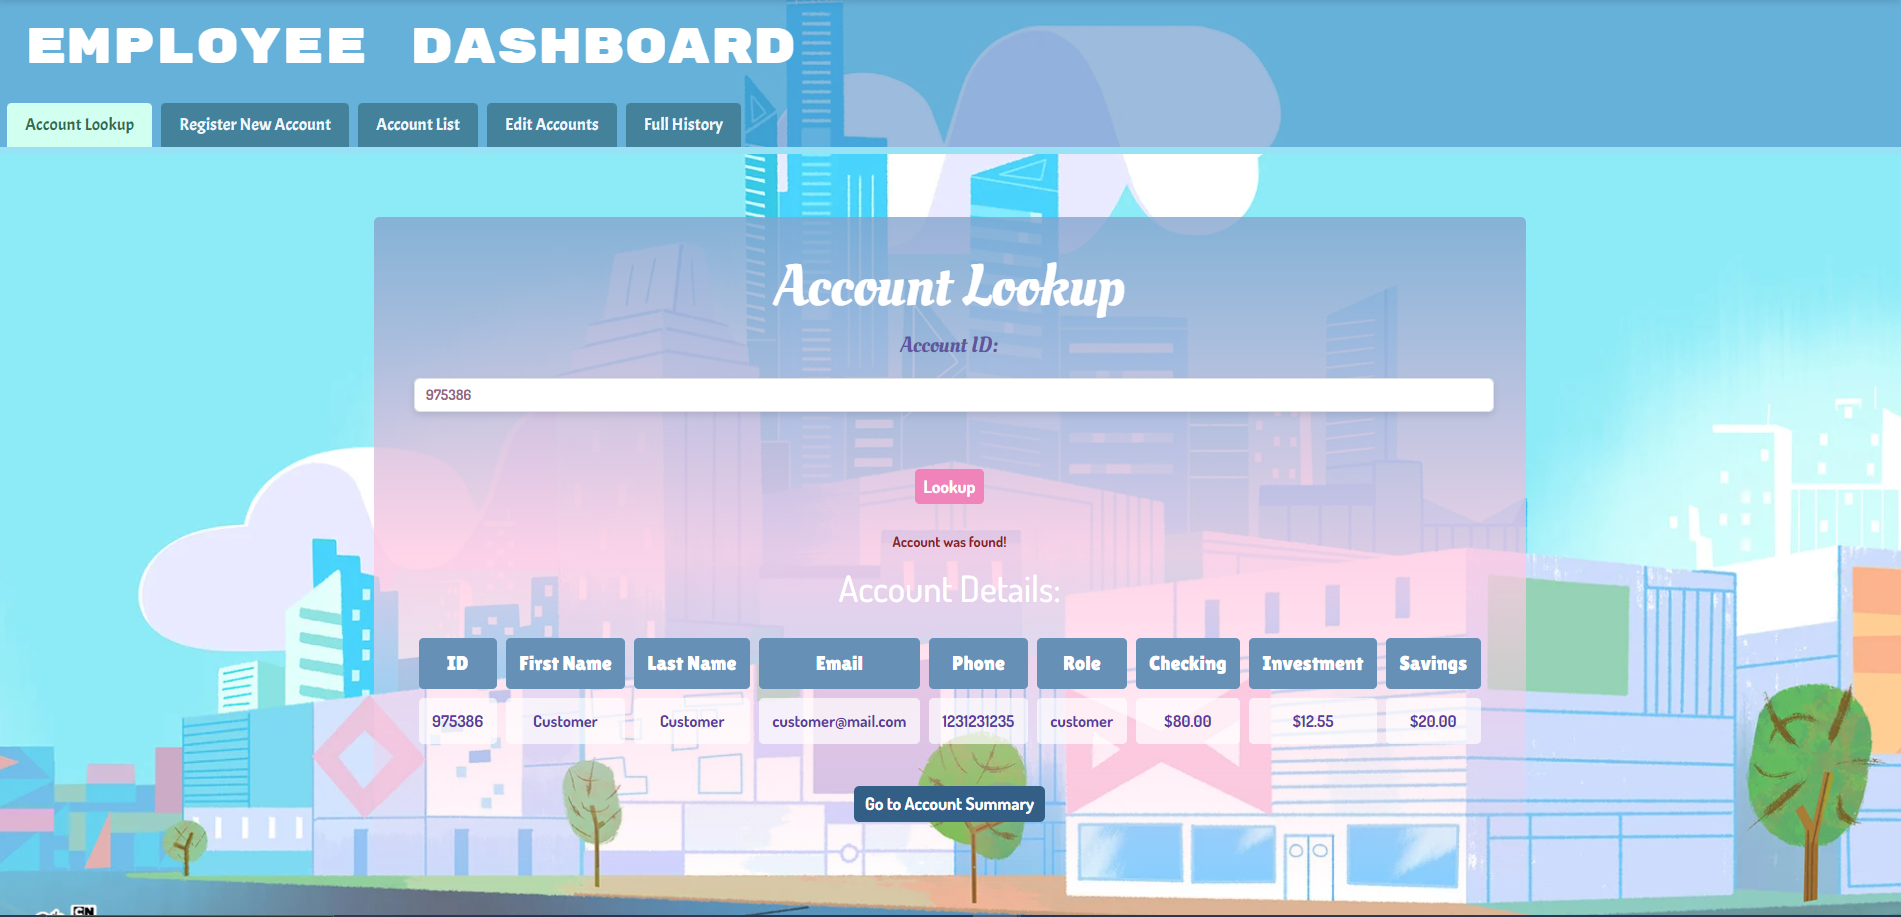 EMPLOYEE DASHBOARD
Account Lookup Register New Account Account List Edit Accounts Full History
Account Lookup
Account ID:
975386
Lookup
Account was found!
Account Details:
ID First Name Last Name Email Phone Role Checking Investment Savings
975386 Customer Customer customer@mail.com 1231231235 customer $80.00 $12.55 $20.00
Go to Account Summary
CN